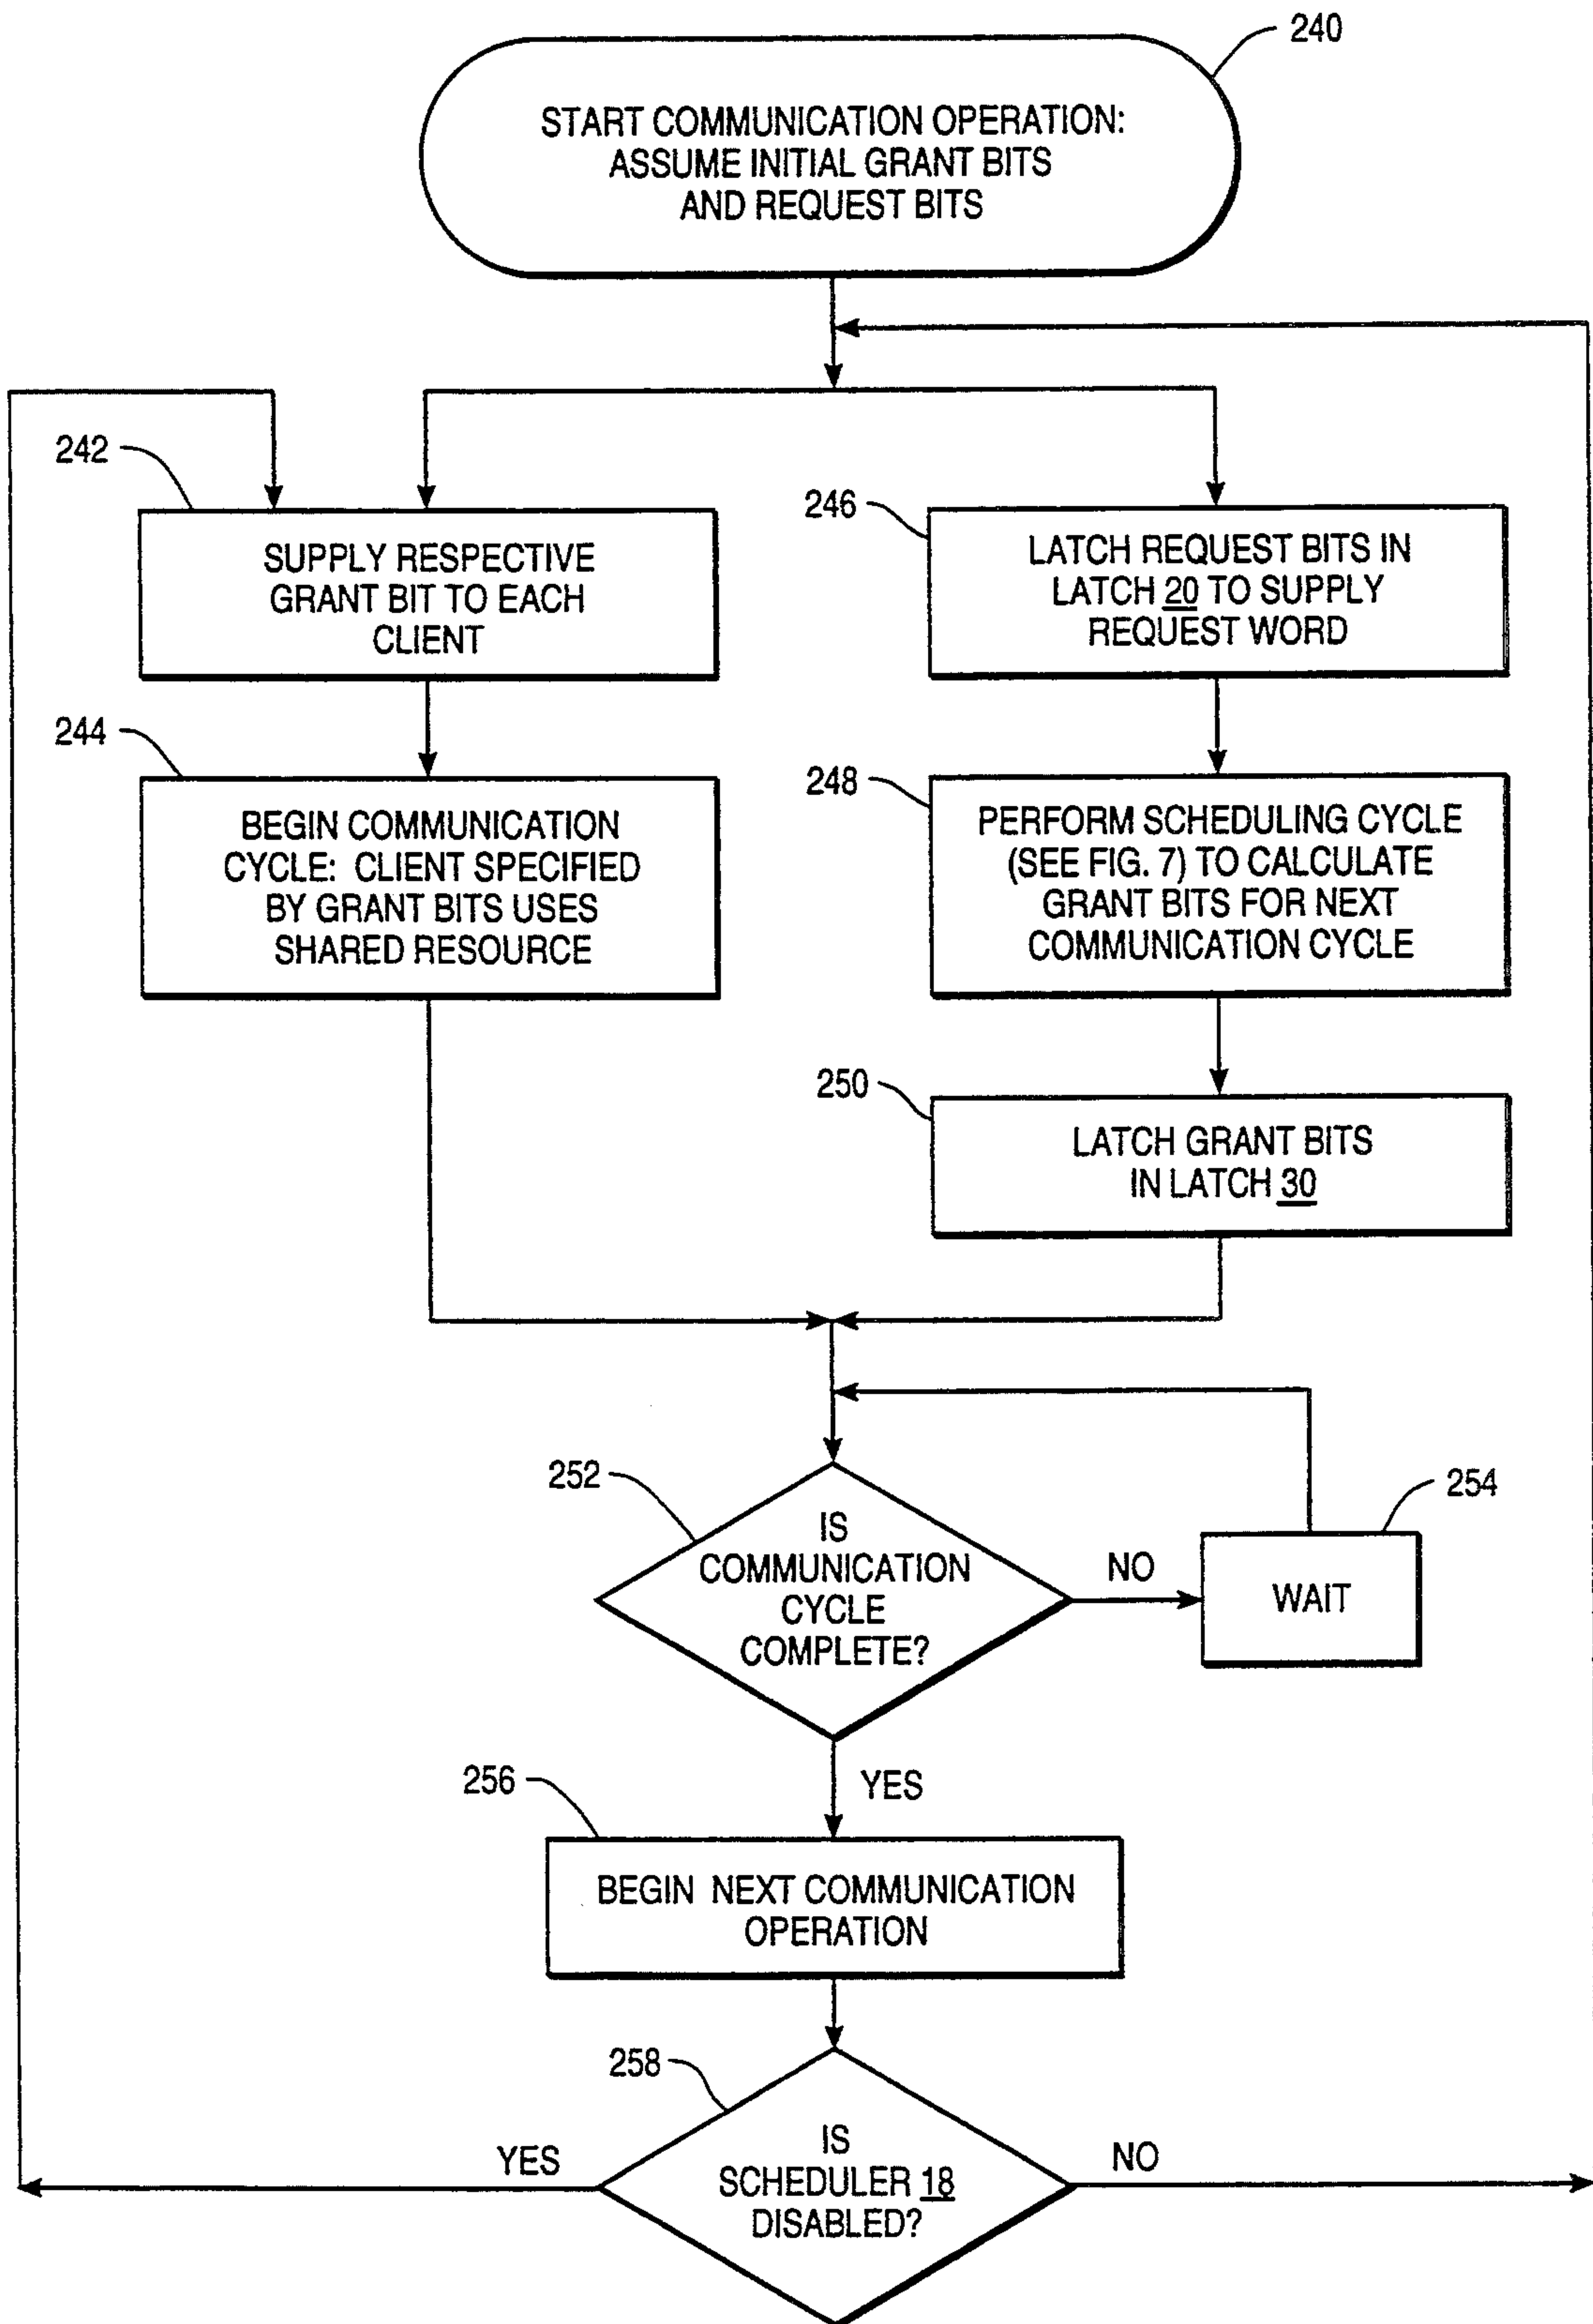 240
START COMMUNICATION OPERATION:
ASSUME INITIAL GRANT BITS
AND REQUEST BITS
242
SUPPLY RESPECTIVE
GRANT BIT TO EACH
CLIENT
246
LATCH REQUEST BITS IN
LATCH 20 TO SUPPLY
REQUEST WORD
244
BEGIN COMMUNICATION
CYCLE: CLIENT SPECIFIED
BY GRANT BITS USES
SHARED RESOURCE
248
PERFORM SCHEDULING CYCLE
(SEE FIG. 7) TO CALCULATE
GRANT BITS FOR NEXT
COMMUNICATION CYCLE
250
LATCH GRANT BITS
IN LATCH 30
252
IS
COMMUNICATION
CYCLE
COMPLETE?
NO
254
WAIT
YES
256
BEGIN NEXT COMMUNICATION
OPERATION
258
IS
SCHEDULER 18
DISABLED?
YES
NO